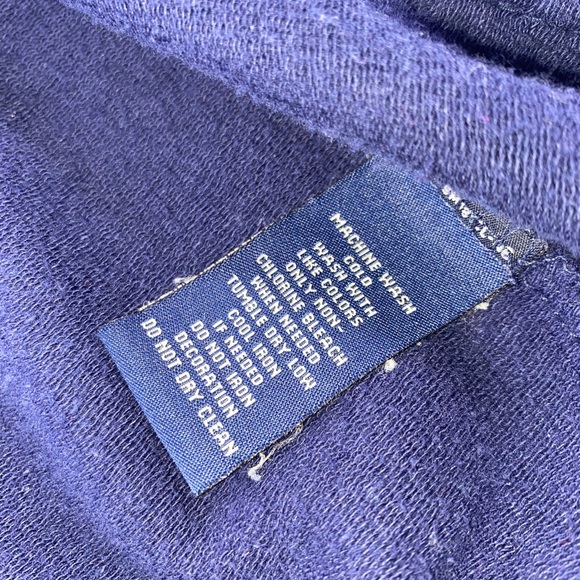 MACHINE WASH
COLD
WASH WITH
LIKE COLORS
ONLY NON-
CHLORINE BLEACH
WHEN NEEDED
TUMBLE DRY LOW
COOL IRON
IF NEEDED
DO NOT IRON
DECORATION
DO NOT DRY CLEAN